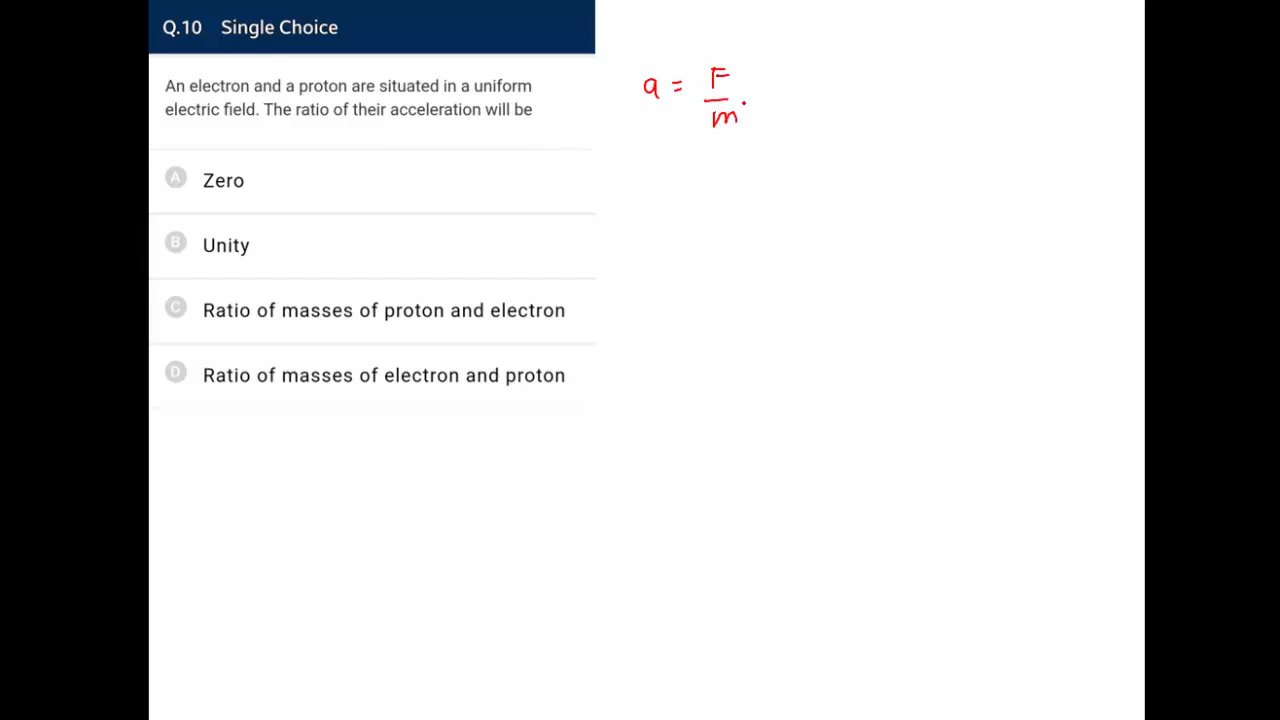 Q.10 Single Choice
An electron and a proton are situated in a uniform
electric field. The ratio of their acceleration will be
A Zero
B Unity
C Ratio of masses of proton and electron
D Ratio of masses of electron and proton
a = F/m.